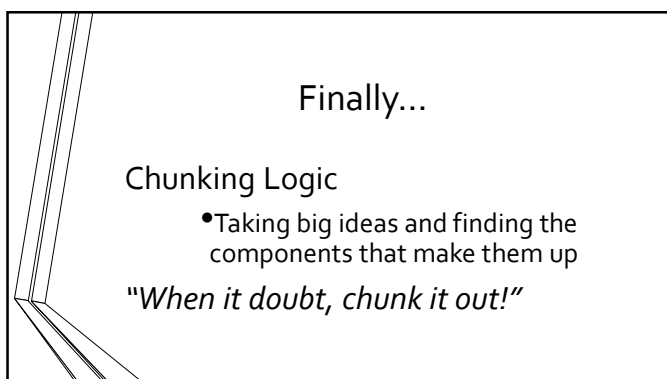 Finally...
Chunking Logic
•Taking big ideas and finding the
components that make them up
"When it doubt, chunk it out!"